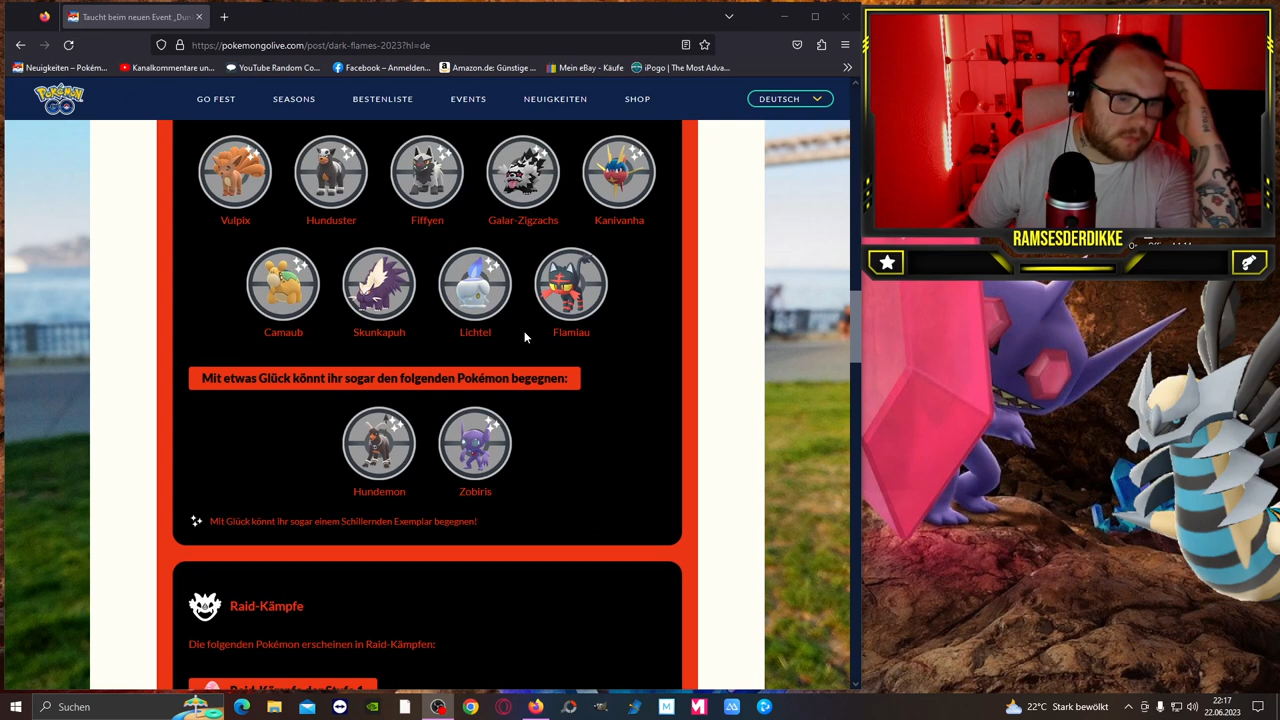 Taucht beim neuen Event „Dun
https://pokemongolive.com/post/dark-flames-2023?hl=de
Neuigkeiten – Pokém...
Kanalkommentare un...
YouTube Random Co...
Facebook – Anmelden...
Amazon.de: Günstige ...
Mein eBay - Käufe
iPogo | The Most Adva...
Pokémon GO
GO FEST
SEASONS
BESTENLISTE
EVENTS
NEUIGKEITEN
SHOP
DEUTSCH
Vulpix
Hunduster
Fiffyen
Galar-Zigzachs
Kanivanha
Camaub
Skunkapuh
Lichtel
Flamiau
Mit etwas Glück könnt ihr sogar den folgenden Pokémon begegnen:
Hundemon
Zobiris
Mit Glück könnt ihr sogar einem Schillernden Exemplar begegnen!
Raid-Kämpfe
Die folgenden Pokémon erscheinen in Raid-Kämpfen:
RAMSESDERDIKKE
Suchen
22°C Stark bewölkt
22:17
22.06.2023